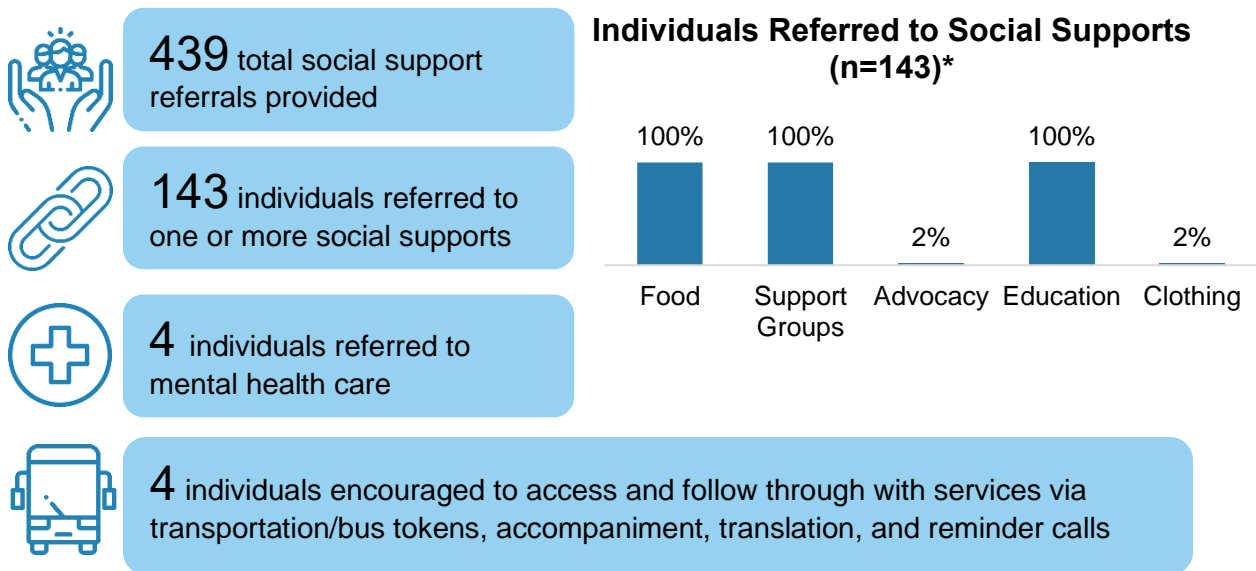 439 total social support
referrals provided
143 individuals referred to
one or more social supports
4 individuals referred to
mental health care
4 individuals encouraged to access and follow through with services via
transportation/bus tokens, accompaniment, translation, and reminder calls
Individuals Referred to Social Supports
(n=143)*
100% 100% 2% 100% 2%
Food Support Advocacy Education Clothing
Groups